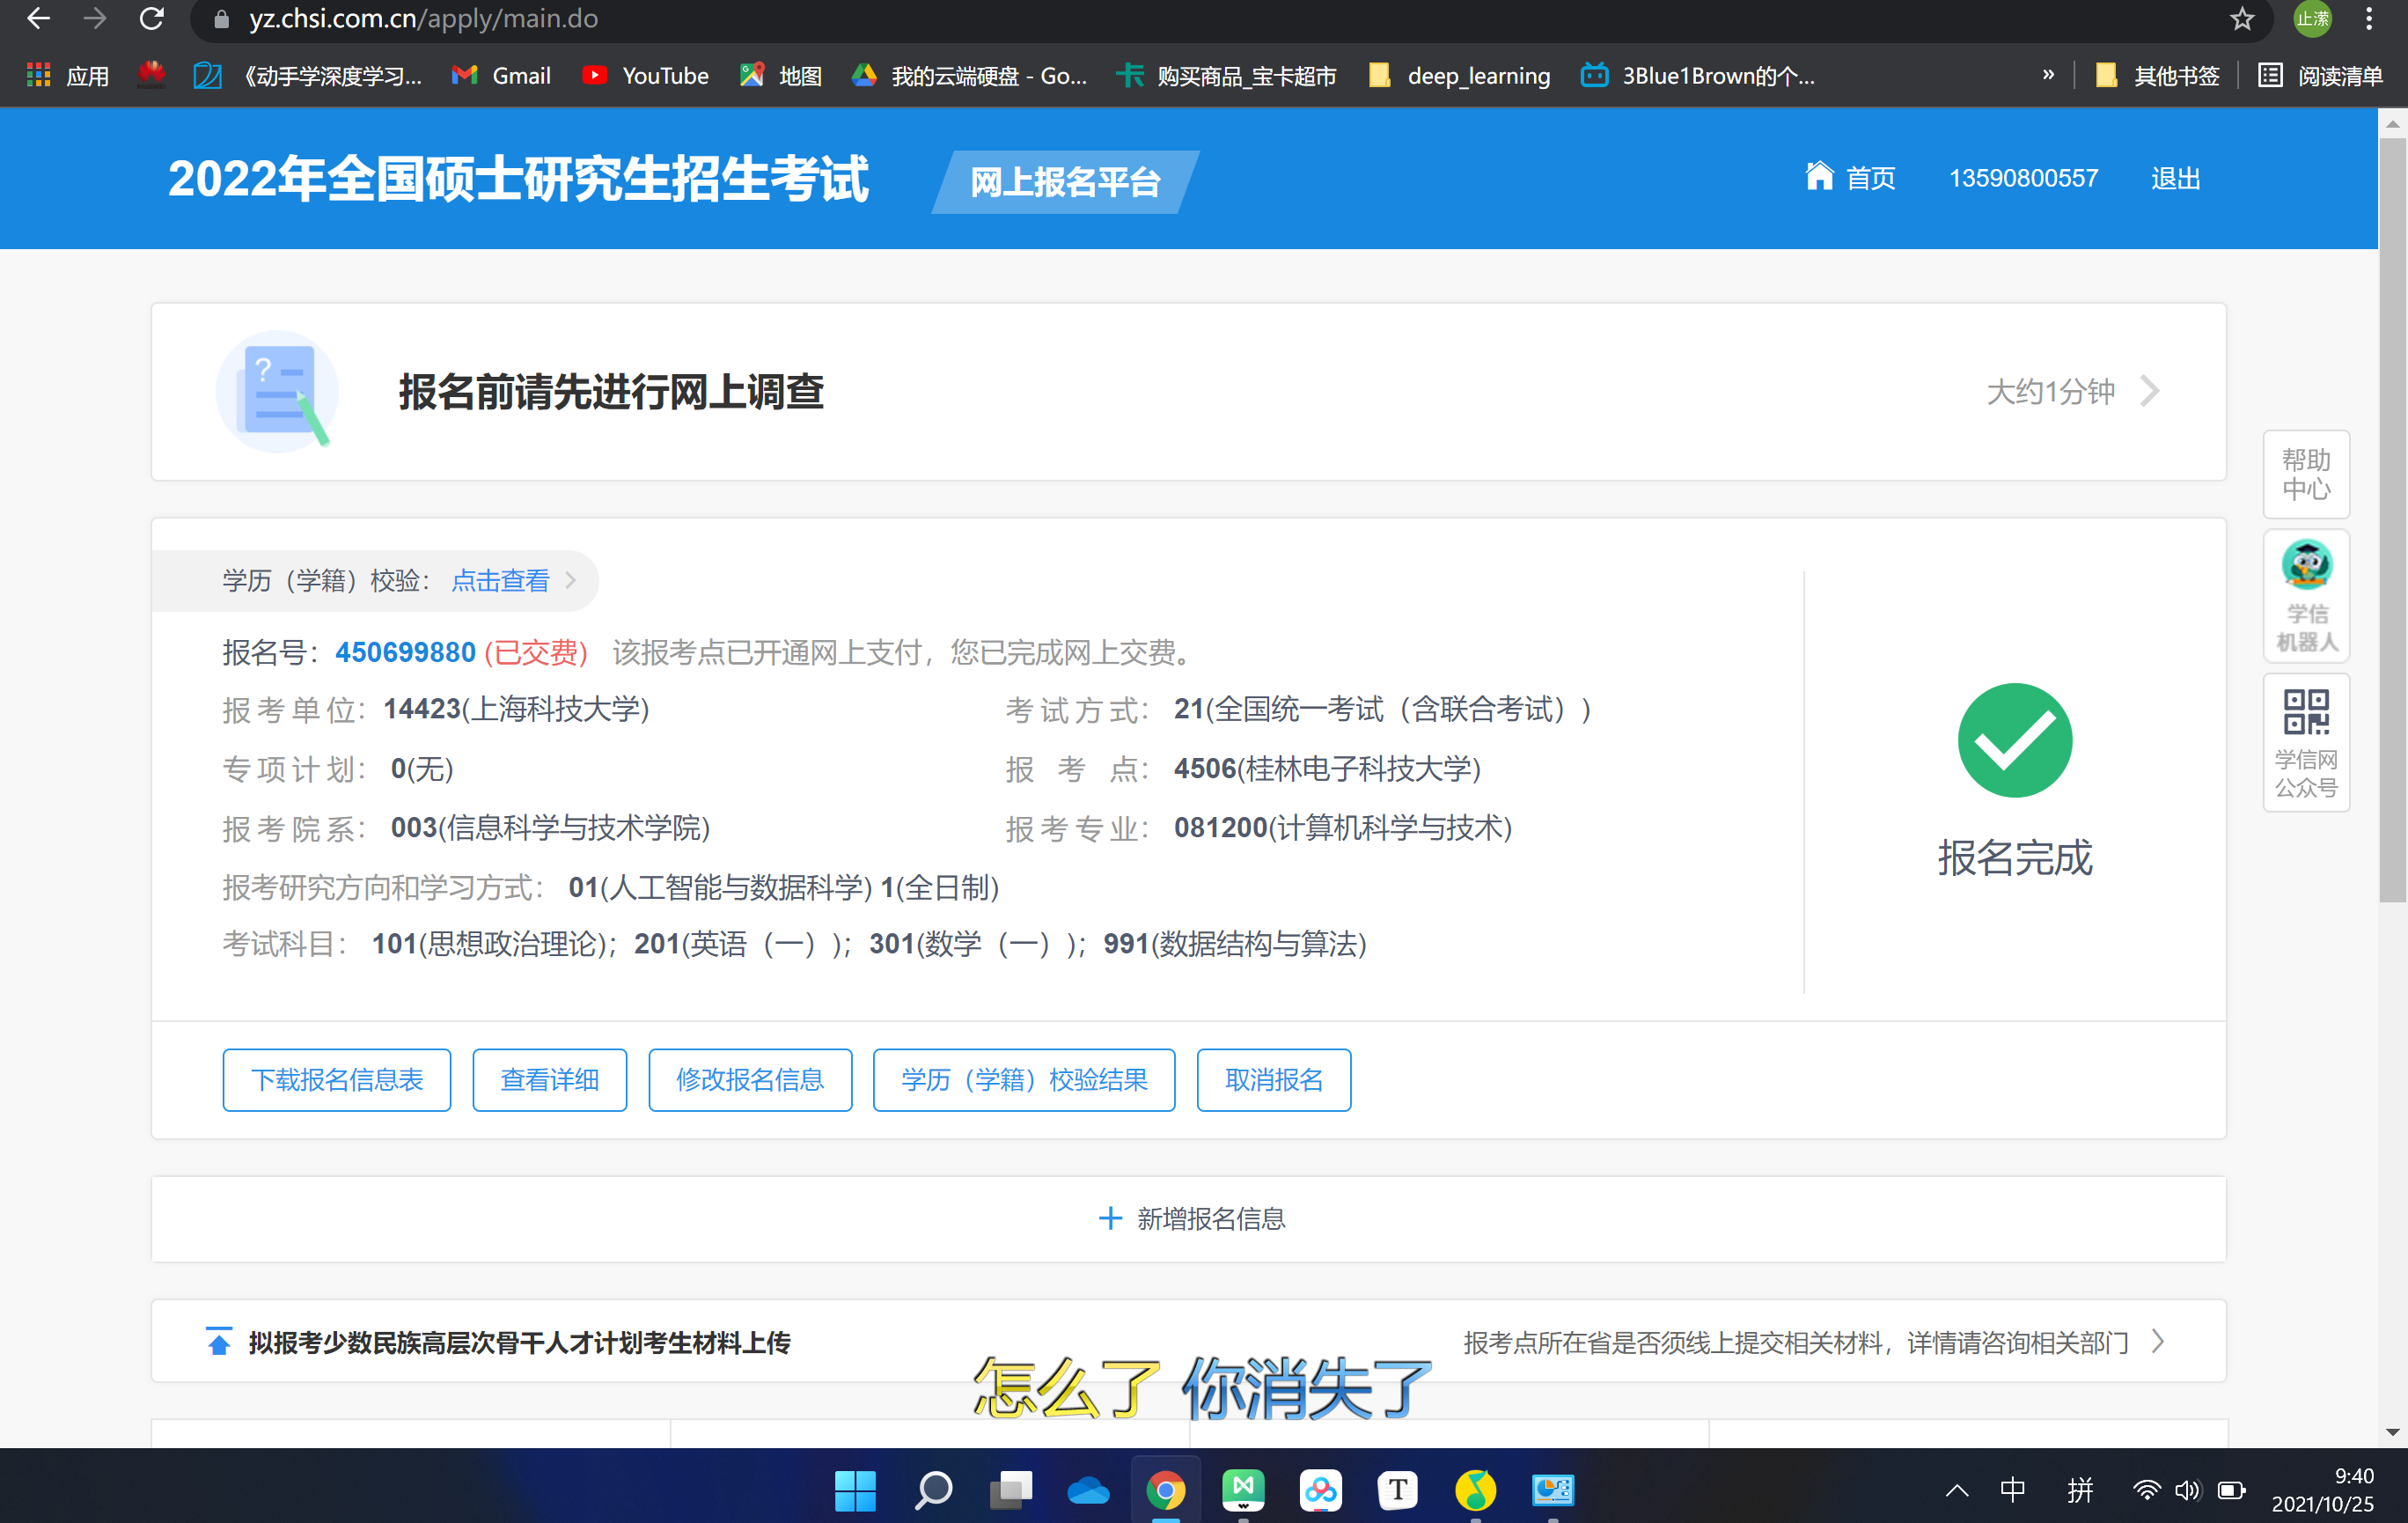 yz.chsi.com.cn/apply/main.do
止潆
应用
《动手学深度学习...
Gmail
YouTube
地图
我的云端硬盘 - Go...
购买商品_宝卡超市
deep_learning
3Blue1Brown的个...
»
其他书签
阅读清单
2022年全国硕士研究生招生考试
网上报名平台
首页
13590800557
退出
报名前请先进行网上调查
大约1分钟
帮助
中心
学信
机器人
学信网
公众号
学历（学籍）校验： 点击查看
报名号：450699880 (已交费) 该报考点已开通网上支付，您已完成网上交费。
报考单位：14423(上海科技大学)
考试方式：21(全国统一考试（含联合考试）)
专项计划：0(无)
报考点：4506(桂林电子科技大学)
报考院系：003(信息科学与技术学院)
报考专业：081200(计算机科学与技术)
报考研究方向和学习方式：01(人工智能与数据科学) 1(全日制)
考试科目：101(思想政治理论)；201(英语（一）)；301(数学（一）)；991(数据结构与算法)
报名完成
下载报名信息表
查看详细
修改报名信息
学历（学籍）校验结果
取消报名
新增报名信息
拟报考少数民族高层次骨干人才计划考生材料上传
报考点所在省是否须线上提交相关材料，详情请咨询相关部门
怎么了 你消失了
T
中
拼
9:40
2021/10/25